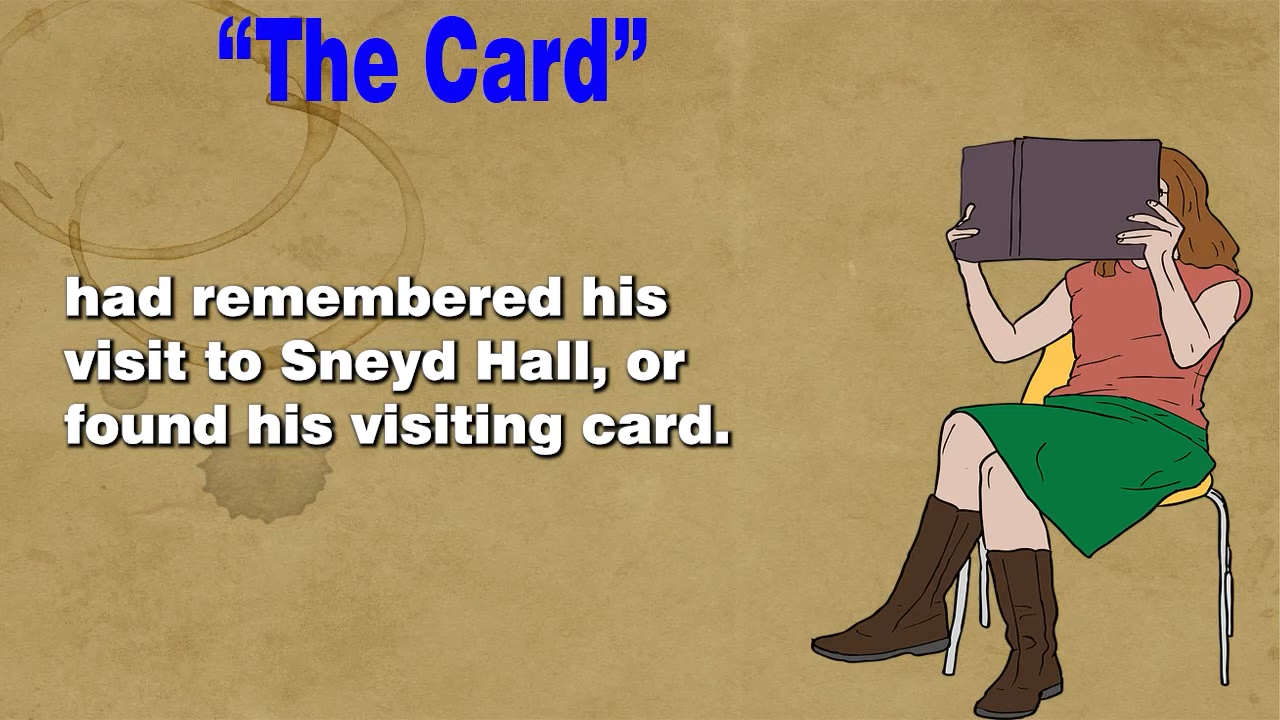 “The Card”
had remembered his
visit to Sneyd Hall, or
found his visiting card.